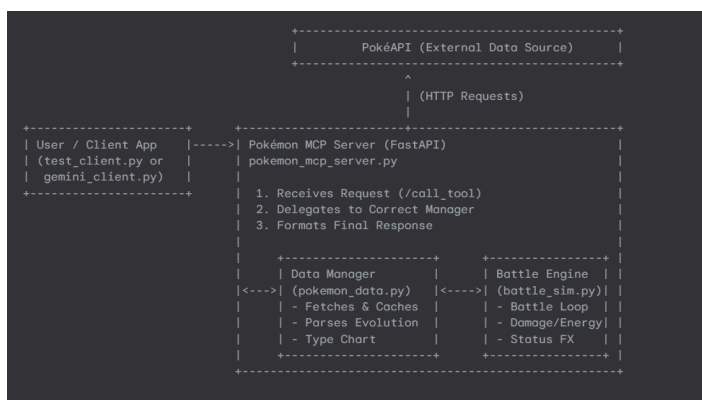 +---------------------------------------------+
|         PokéAPI (External Data Source)      |
+---------------------------------------------+
^
| (HTTP Requests)
|
+----------------------+      +---------------------------------------------------+
| User / Client App    |----->| Pokémon MCP Server (FastAPI)                      |
| (test_client.py or   |      | pokemon_mcp_server.py                             |
|  gemini_client.py)   |      |                                                   |
+----------------------+      |  1. Receives Request (/call_tool)                 |
|  2. Delegates to Correct Manager                  |
|  3. Formats Final Response                        |
|                                                   |
|     +--------------------+      +----------------+ |
|     | Data Manager       |      | Battle Engine  | |
|<--->| (pokemon_data.py)  |<---->| (battle_sim.py)| |
|     | - Fetches & Caches |      | - Battle Loop  | |
|     | - Parses Evolution |      | - Damage/Energy| |
|     | - Type Chart       |      | - Status FX    | |
|     +--------------------+      +----------------+ |
+---------------------------------------------------+